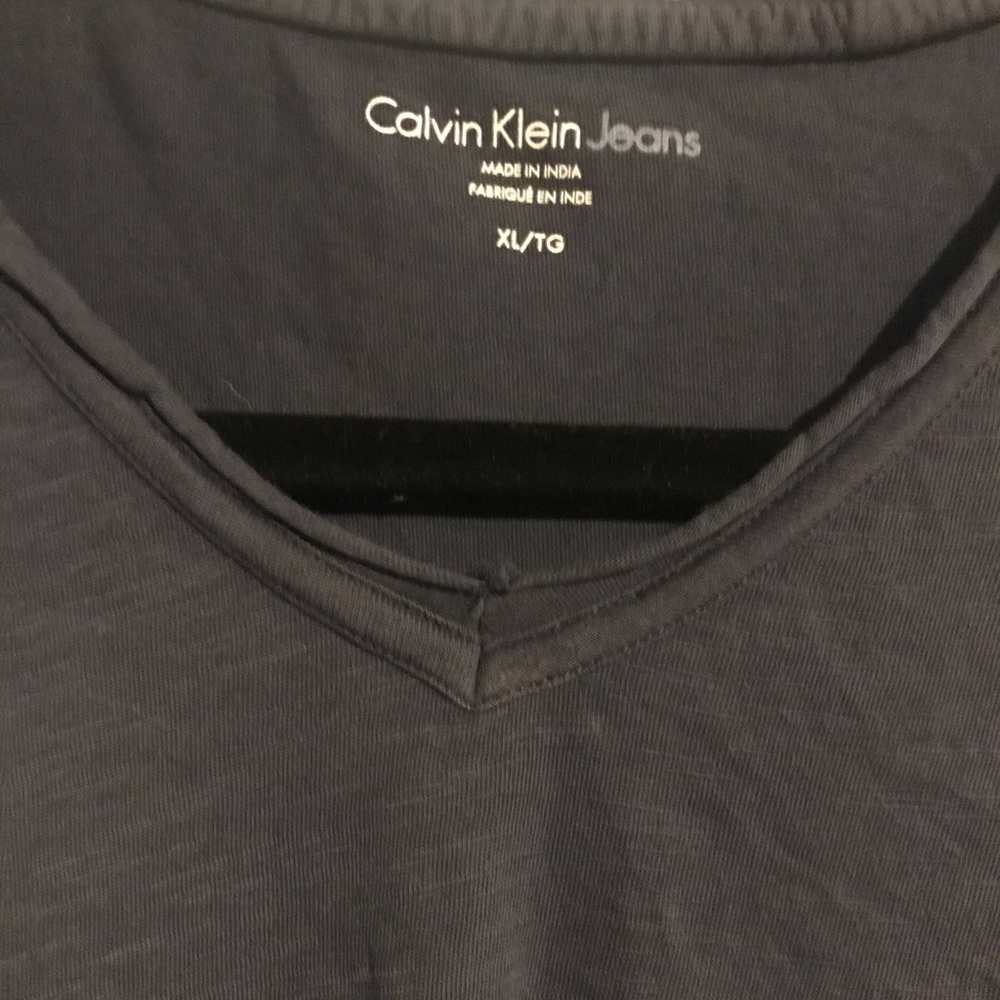 Calvin Klein Jeans
MADE IN INDIA
FABRIQUÉ EN INDE
XL/TG